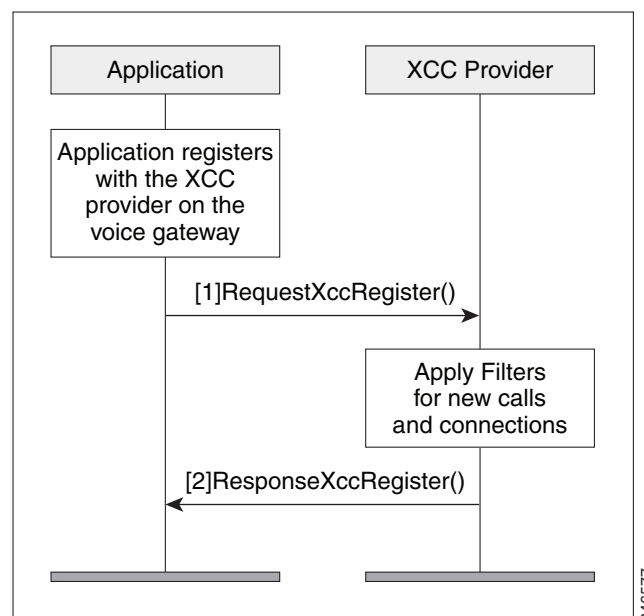 Application
XCC Provider
Application registers
with the XCC
provider on the
voice gateway
[1]RequestXccRegister()
Apply Filters
for new calls
and connections
[2]ResponseXccRegister()